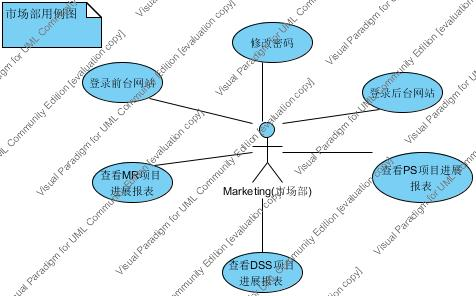 市场部用例图
修改密码
登录前台网站
登录后台网站
查看MR项目
进展报表
查看PS项目进展
报表
Marketing(市场部)
查看DSS项目
进展报表
Visual Paradigm for UML Community Edition [evaluation copy]